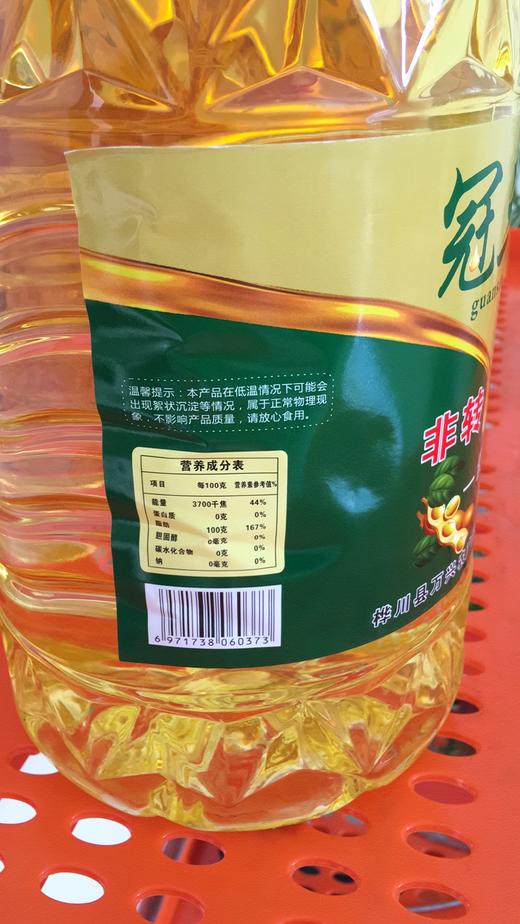 冠
guan
非转
温馨提示：本产品在低温情况下可能会
出现絮状沉淀等情况，属于正常物理现
象，不影响产品质量，请放心食用。
营养成分表
项目 每100克 营养素参考值%
能量 3700千焦 44%
蛋白质 0克 0%
脂肪 100克 167%
胆固醇 0毫克 0%
碳水化合物 0克 0%
钠 0毫克 0%
桦川县万兴
6971738060373